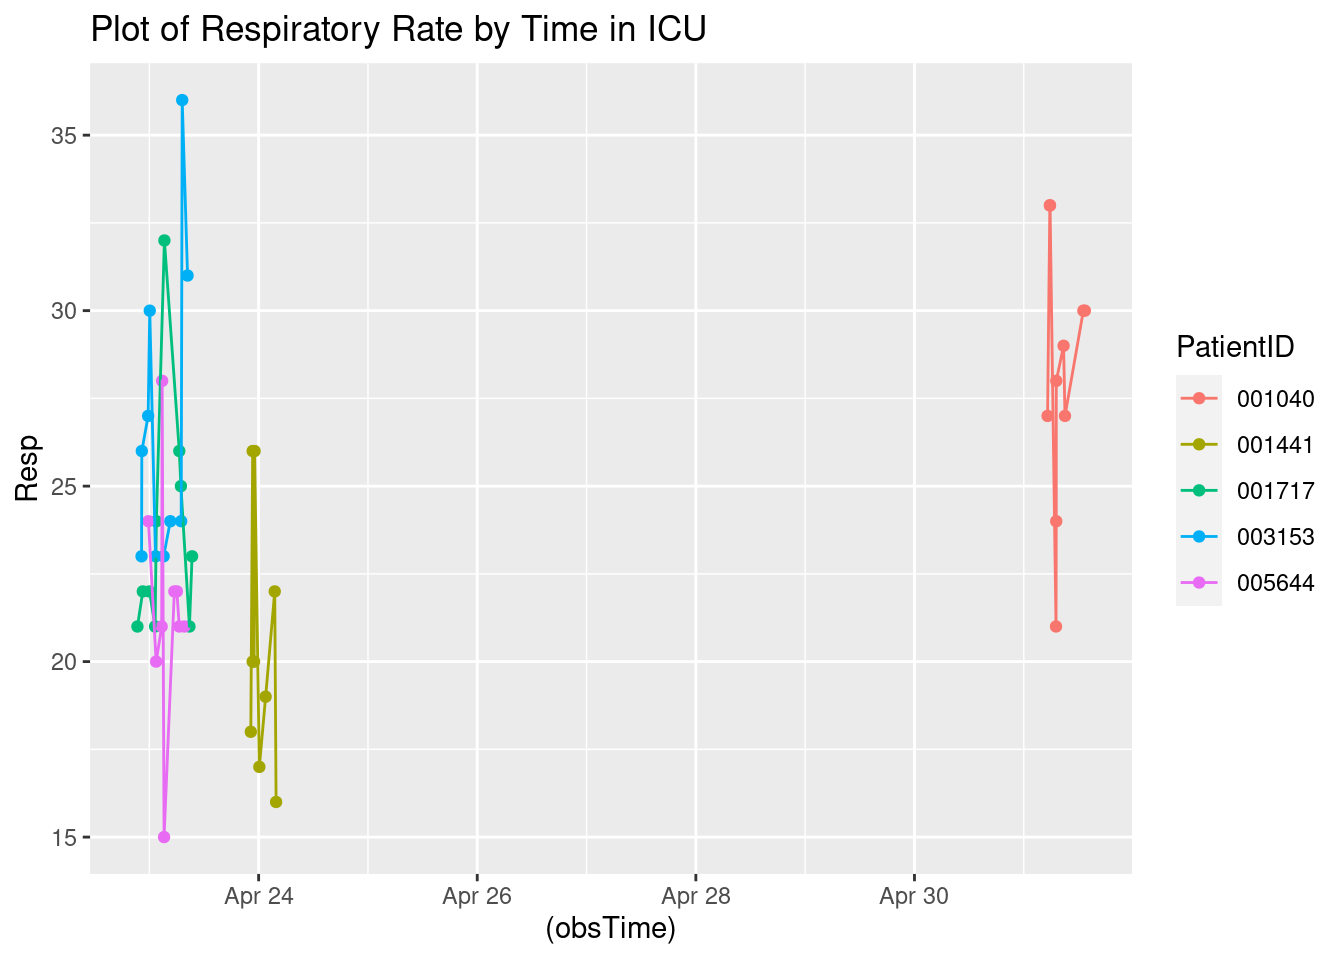 Plot of Respiratory Rate by Time in ICU
35
30
25
20
15
Resp
Apr 24
Apr 26
Apr 28
Apr 30
(obsTime)
PatientID
001040
001441
001717
003153
005644